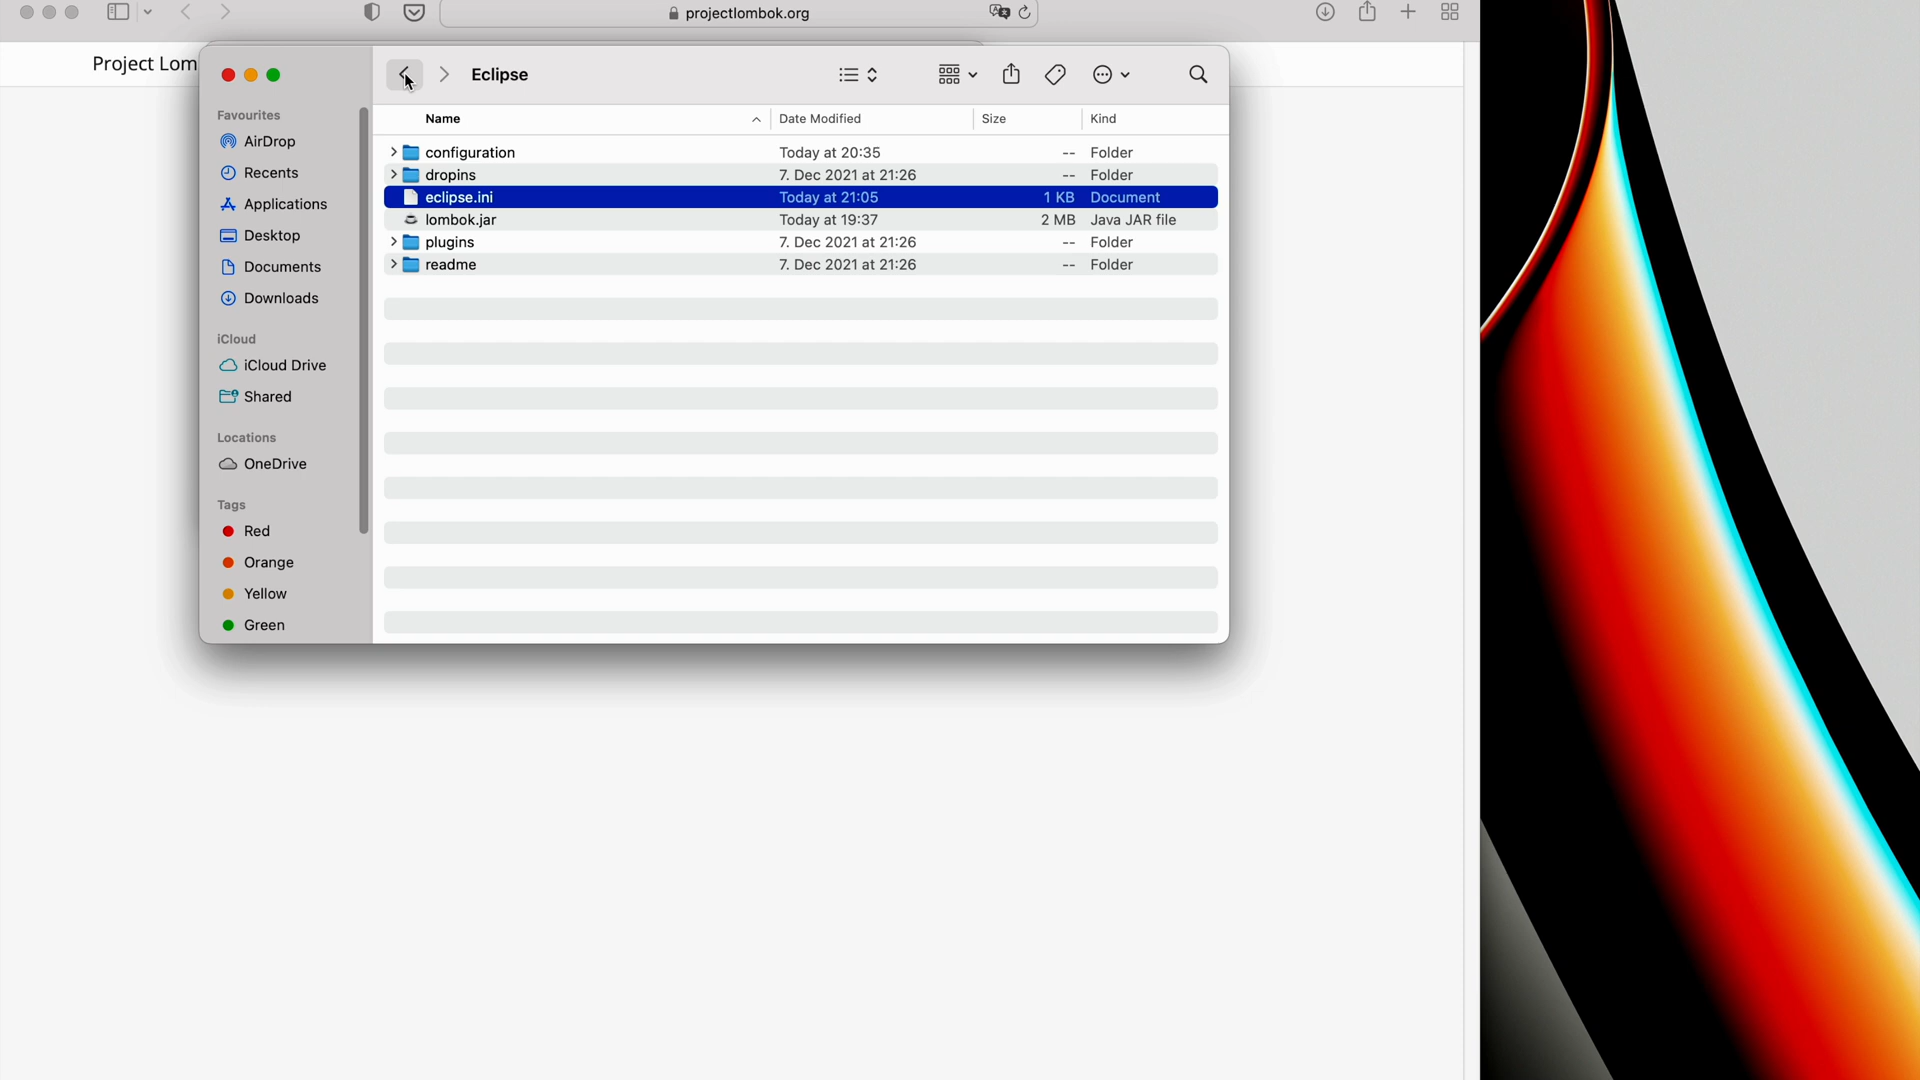 projectlombok.org
Project Lom
Eclipse
Favourites
AirDrop
Recents
Applications
Desktop
Documents
Downloads
iCloud
iCloud Drive
Shared
Locations
OneDrive
Tags
Red
Orange
Yellow
Green
Name Date Modified Size Kind
configuration Today at 20:35 -- Folder
dropins 7. Dec 2021 at 21:26 -- Folder
eclipse.ini Today at 21:05 1 KB Document
lombok.jar Today at 19:37 2 MB Java JAR file
plugins 7. Dec 2021 at 21:26 -- Folder
readme 7. Dec 2021 at 21:26 -- Folder